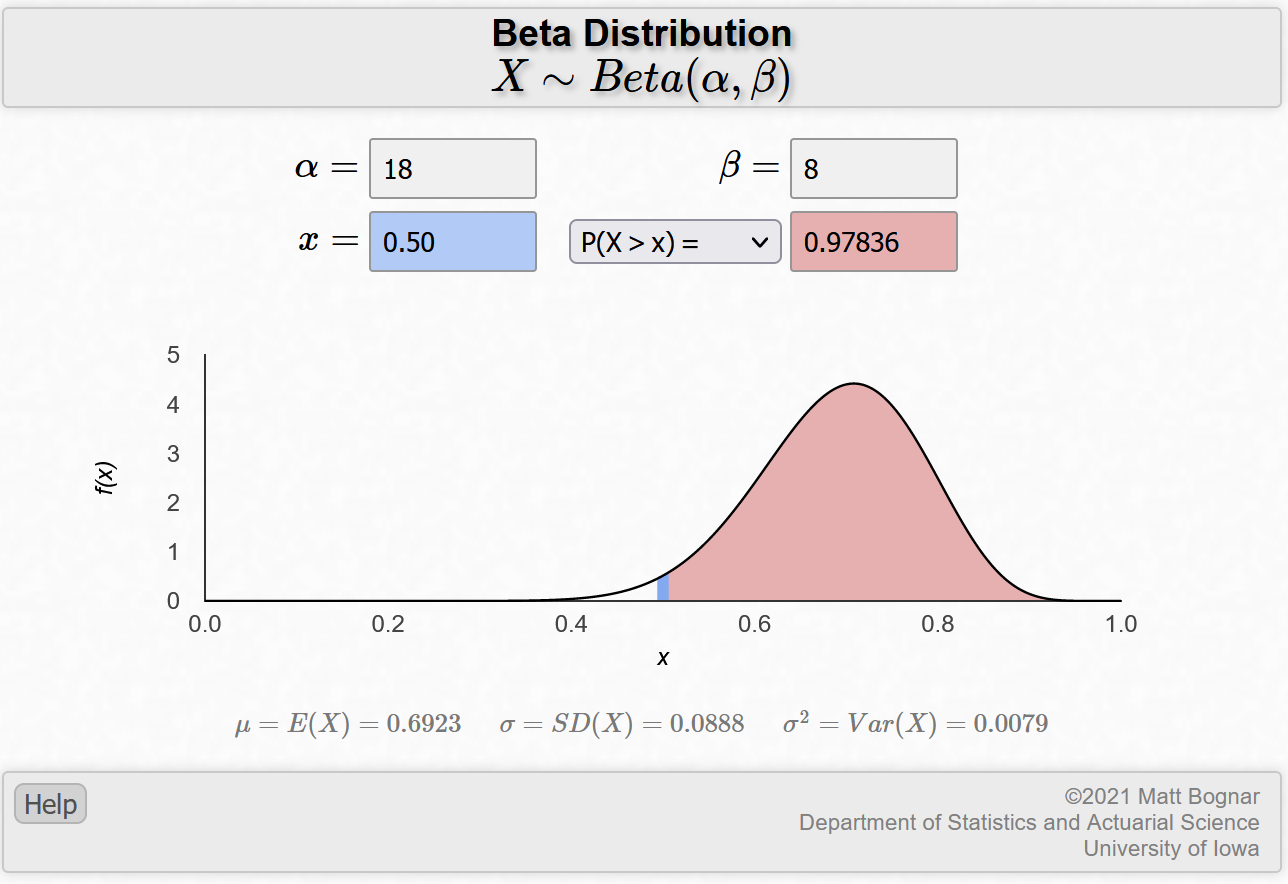 Beta Distribution
X ∼ Beta(α, β)
α = 18 β = 8
x = 0.50 P(X > x) = 0.97836
5
4
3
2
1
0
f(x)
0.0 0.2 0.4 0.6 0.8 1.0
x
μ = E(X) = 0.6923 σ = SD(X) = 0.0888 σ² = Var(X) = 0.0079
Help
©2021 Matt Bognar
Department of Statistics and Actuarial Science
University of Iowa